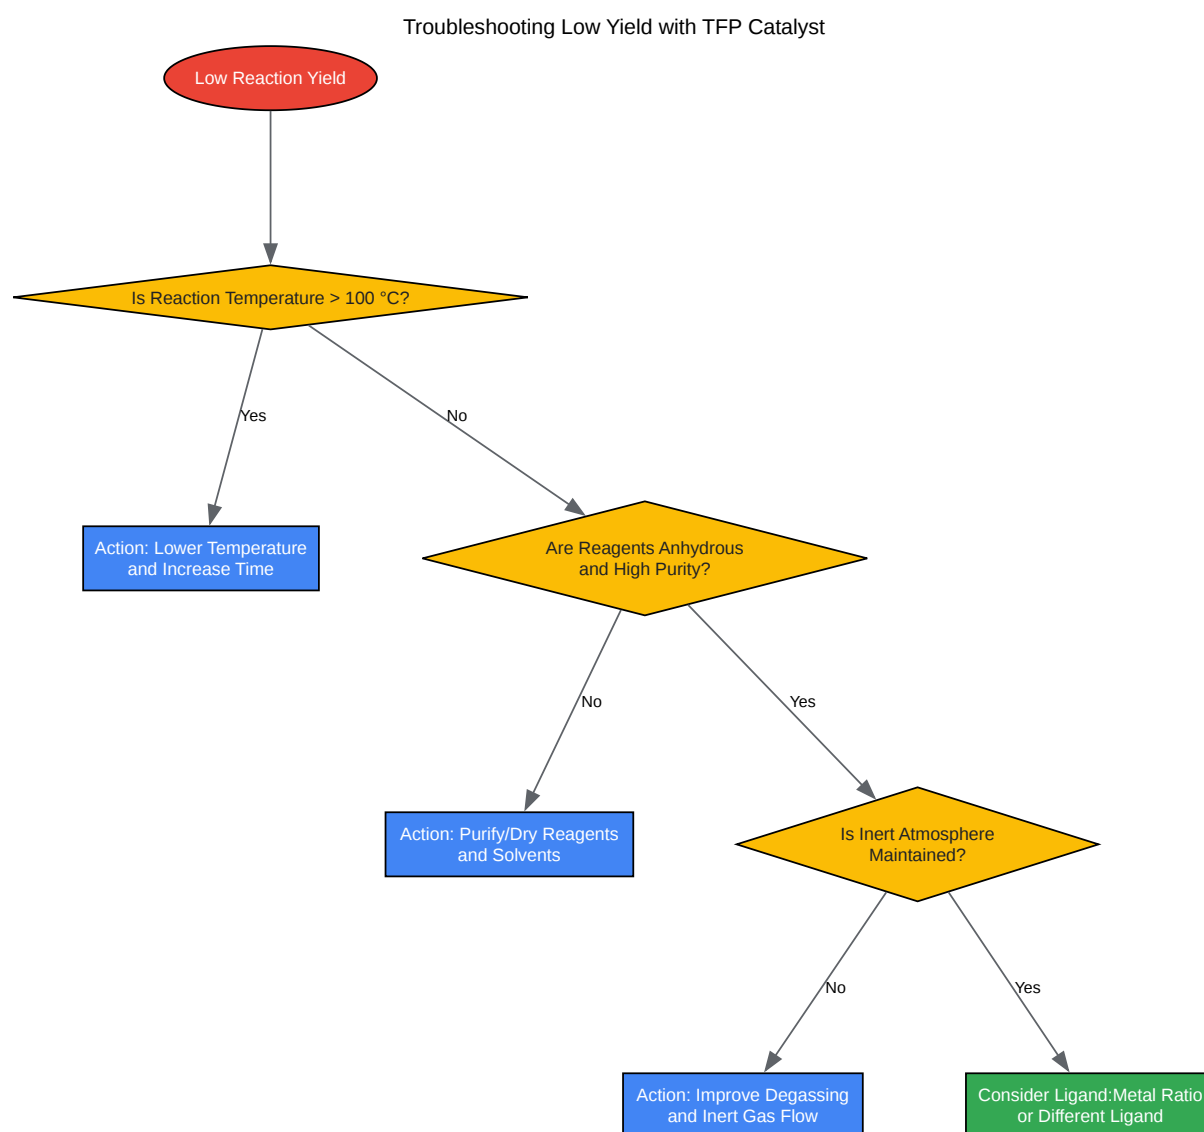 Troubleshooting Low Yield with TFP Catalyst
Low Reaction Yield
Is Reaction Temperature > 100 °C?
Yes
No
Action: Lower Temperature
and Increase Time
Are Reagents Anhydrous
and High Purity?
No
Yes
Action: Purify/Dry Reagents
and Solvents
Is Inert Atmosphere
Maintained?
No
Yes
Action: Improve Degassing
and Inert Gas Flow
Consider Ligand:Metal Ratio
or Different Ligand